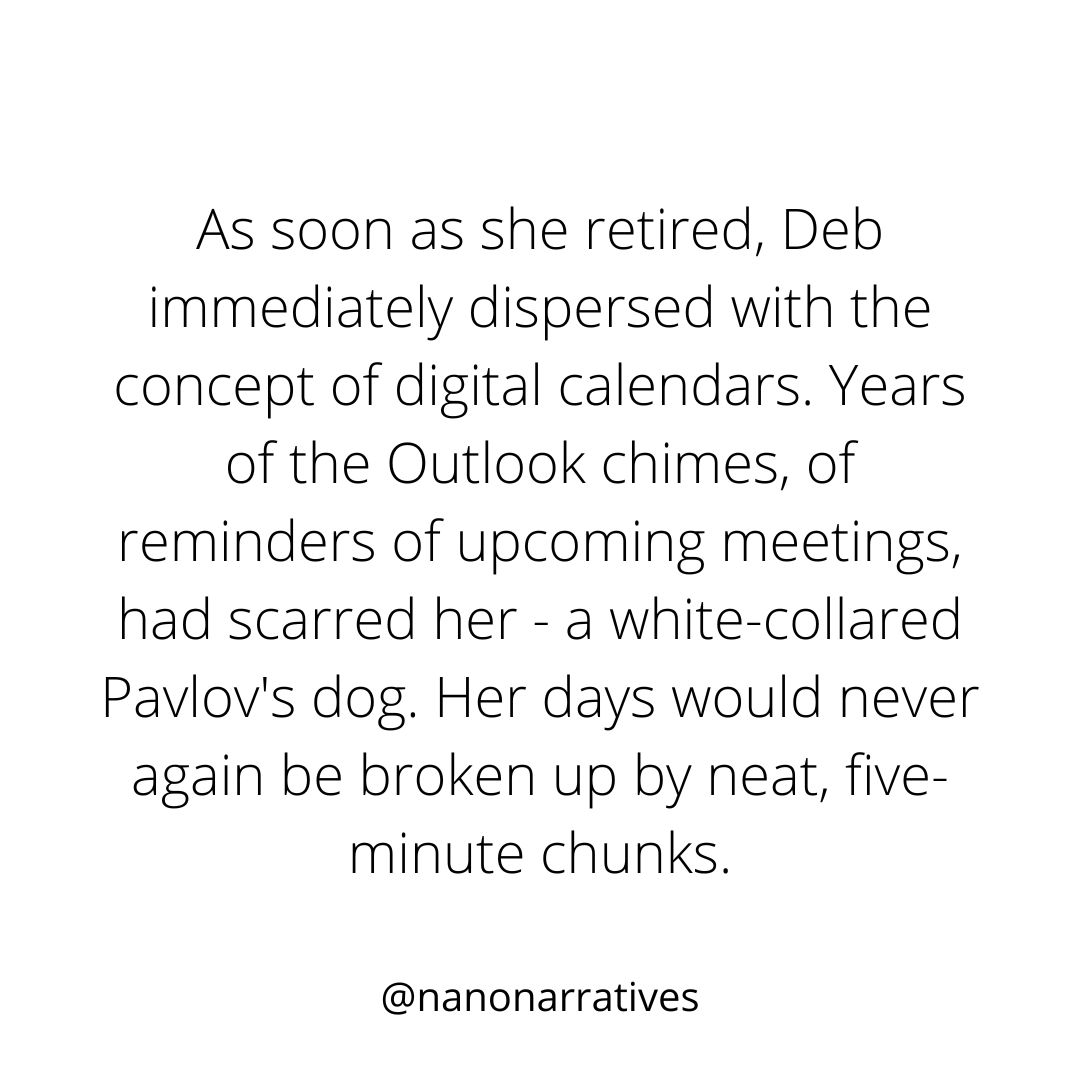 As soon as she retired, Deb
immediately dispersed with the
concept of digital calendars. Years
of the Outlook chimes, of
reminders of upcoming meetings,
had scarred her - a white-collared
Pavlov's dog. Her days would never
again be broken up by neat, five-
minute chunks.
@nanonarratives